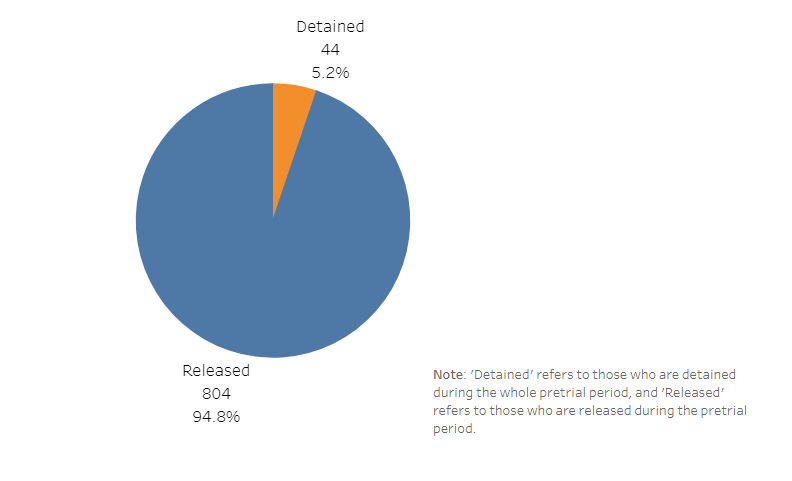 Detained
44
5.2%
Released
804
94.8%
Note: ‘Detained’ refers to those who are detained
during the whole pretrial period, and ‘Released’
refers to those who are released during the pretrial
period.